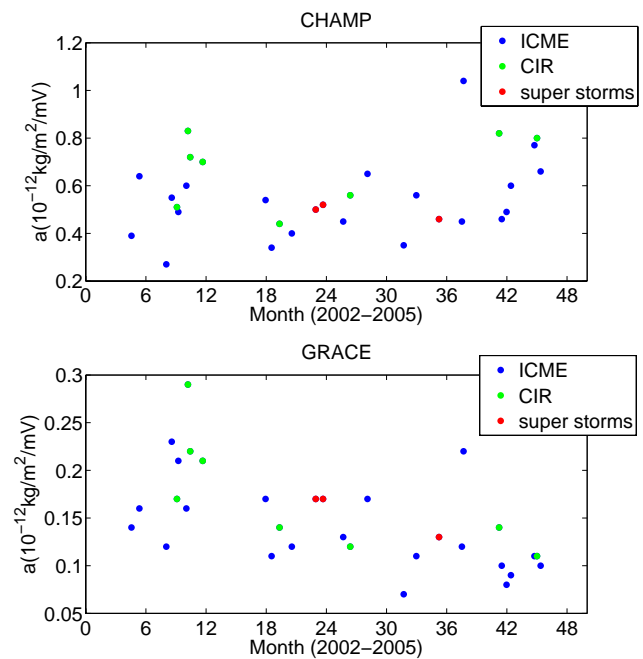 CHAMP
ICME
CIR
super storms
1.2
1
0.8
0.6
0.4
0.2
a(10⁻¹²kg/m²/mV)
0 6 12 18 24 30 36 42 48
Month (2002−2005)
GRACE
ICME
CIR
super storms
0.3
0.25
0.2
0.15
0.1
0.05
a(10⁻¹²kg/m²/mV)
0 6 12 18 24 30 36 42 48
Month (2002−2005)